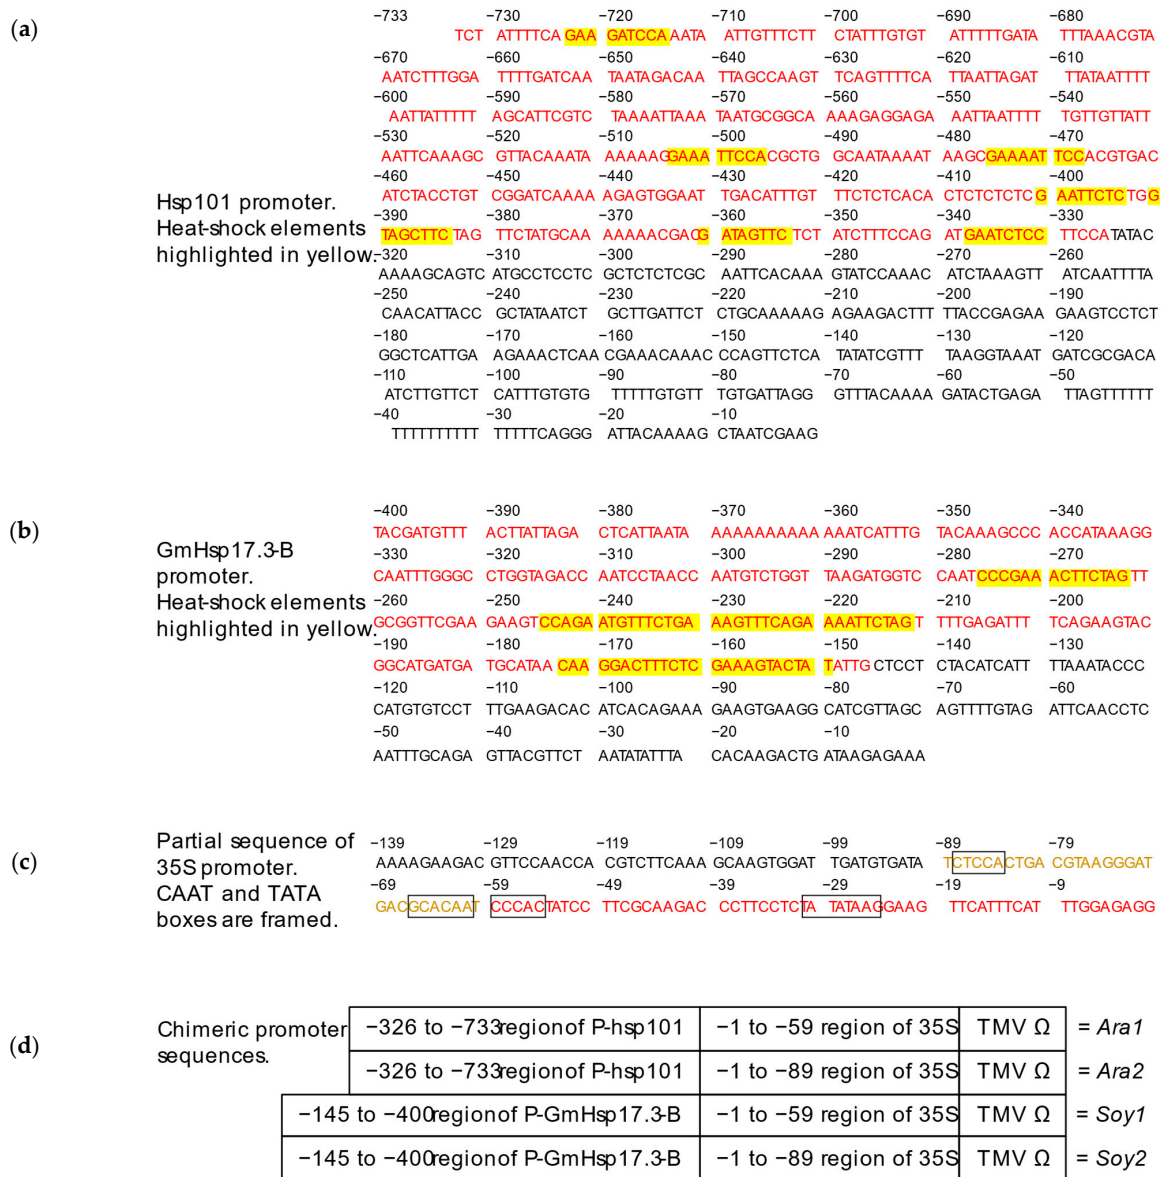 (a)
−733 −730 −720 −710 −700 −690 −680
TCT ATTTTCA GAA GATCCA AATA ATTGTTTCTT CTATTTGTGT ATTTTTGATA TTTAAACGTA
−670 −660 −650 −640 −630 −620 −610
AATCTTTGGA TTTTGATCAA TAATAGACAA TTAGCCAAGT TCAGTTTTCA TTAATTAGAT TTATAATTTT
−600 −590 −580 −570 −560 −550 −540
AATTATTTTT AGCATTCGTC TAAAATTAAA TAATGCGGCA AAAGAGGAGA AATTAATTTT TGTTGTTATT
−530 −520 −510 −500 −490 −480 −470
AATTCAAAGC GTTACAAATA AAAAAGGAAA TTCCACGCTG GCAATAAAAT AAGCGAAAAT TCCACGTGAC
−460 −450 −440 −430 −420 −410 −400
ATCTACCTGT CGGATCAAAA AGAGTGGAAT TGACATTTGT TTCTCTCACA CTCTCTCTCG AATTCTCTGG
−390 −380 −370 −360 −350 −340 −330
TAGCTTCTAG TTCTATGCAA AAAAACGACG ATAGTTCTCT ATCTTTCCAG ATGAATCTCC TTCCATATAC
−320 −310 −300 −290 −280 −270 −260
AAAAGCAGTC ATGCCTCCTC GCTCTCTCGC AATTCACAAA GTATCCAAAC ATCTAAAGTT ATCAATTTTA
−250 −240 −230 −220 −210 −200 −190
CAACATTACC GCTATAATCT GCTTGATTCT CTGCAAAAAG AGAAGACTTT TTACCGAGAA GAAGTCCTCT
−180 −170 −160 −150 −140 −130 −120
GGCTCATTGA AGAAACTCAA CGAAACAAAC CCAGTTCTCA TATATCGTTT TAAGGTAAAT GATCGCGACA
−110 −100 −90 −80 −70 −60 −50
ATCTTGTTCT CATTTGTGTG TTTTTGTGTT TGTGATTAGG GTTTACAAAA GATACTGAGA TTAGTTTTTT
−40 −30 −20 −10
TTTTTTTTTT TTTTTCAGGG ATTACAAAAG CTAATCGAAG
Hsp101 promoter.
Heat-shock elements
highlighted in yellow.
(b)
−400 −390 −380 −370 −360 −350 −340
TACGATGTTT ACTTATTAGA CTCATTAATA AAAAAAAAAA AAATCATTTG TACAAAGCCC ACCATAAAGG
−330 −320 −310 −300 −290 −280 −270
CAATTTGGGC CTGGTAGACC AATCCTAACC AATGTCTGGT TAAGATGGTC CAATCCCGAA ACTTCTAGTT
−260 −250 −240 −230 −220 −210 −200
GCGGTTCGAA GAAGTCCAGA ATGTTTCTGA AAGTTTCAGA AAATTCTAGT TTTGAGATTT TCAGAAGTAC
−190 −180 −170 −160 −150 −140 −130
GGCATGATGA TGCATAA CAA GGACTTTCTC GAAAGTACTA TATTG CTCCT CTACATCATT TTAAATACCC
−120 −110 −100 −90 −80 −70 −60
CATGTGTCCT TTGAAGACAC ATCACAGAAA GAAGTGAAGG CATCGTTAGC AGTTTTGTAG ATTCAACCTC
−50 −40 −30 −20 −10
AATTTGCAGA GTTACGTTCT AATATATTTA CACAAGACTG ATAAGAGAAA
GmHsp17.3-B
promoter.
Heat-shock elements
highlighted in yellow.
(c)
Partial sequence of
35S promoter.
CAAT and TATA
boxes are framed.
−139 −129 −119 −109 −99 −89 −79
AAAAGAAGAC GTTCCAACCA CGTCTTCAAA GCAAGTGGAT TGATGTGATA TCTCCACTGA CGTAAGGGAT
−69 −59 −49 −39 −29 −19 −9
GACGCACAAT CCCACTATCC TTCGCAAGAC CCTTCCTCTA TATAAGGAAG TTCATTTCAT TTGGAGAGG
(d)
Chimeric promoter
sequences.
−326 to −733region of P-hsp101 −1 to −59 region of 35S TMV Ω = Ara1
−326 to −733region of P-hsp101 −1 to −89 region of 35S TMV Ω = Ara2
−145 to −400region of P-GmHsp17.3-B −1 to −59 region of 35S TMV Ω = Soy1
−145 to −400region of P-GmHsp17.3-B −1 to −89 region of 35S TMV Ω = Soy2